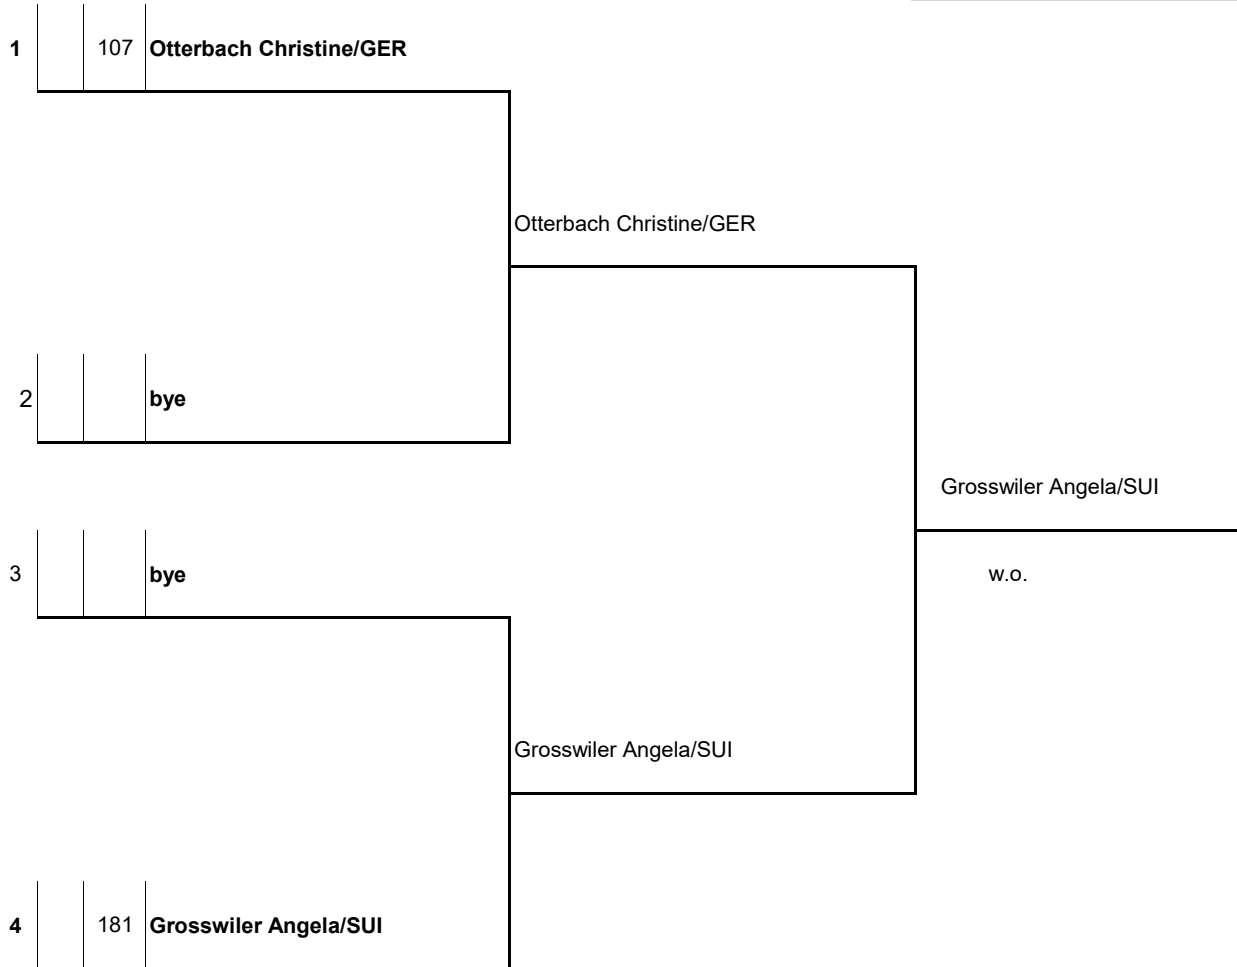 1 107 Otterbach Christine/GER
Otterbach Christine/GER
2 bye
Grosswiler Angela/SUI
3 bye
w.o.
Grosswiler Angela/SUI
4 181 Grosswiler Angela/SUI